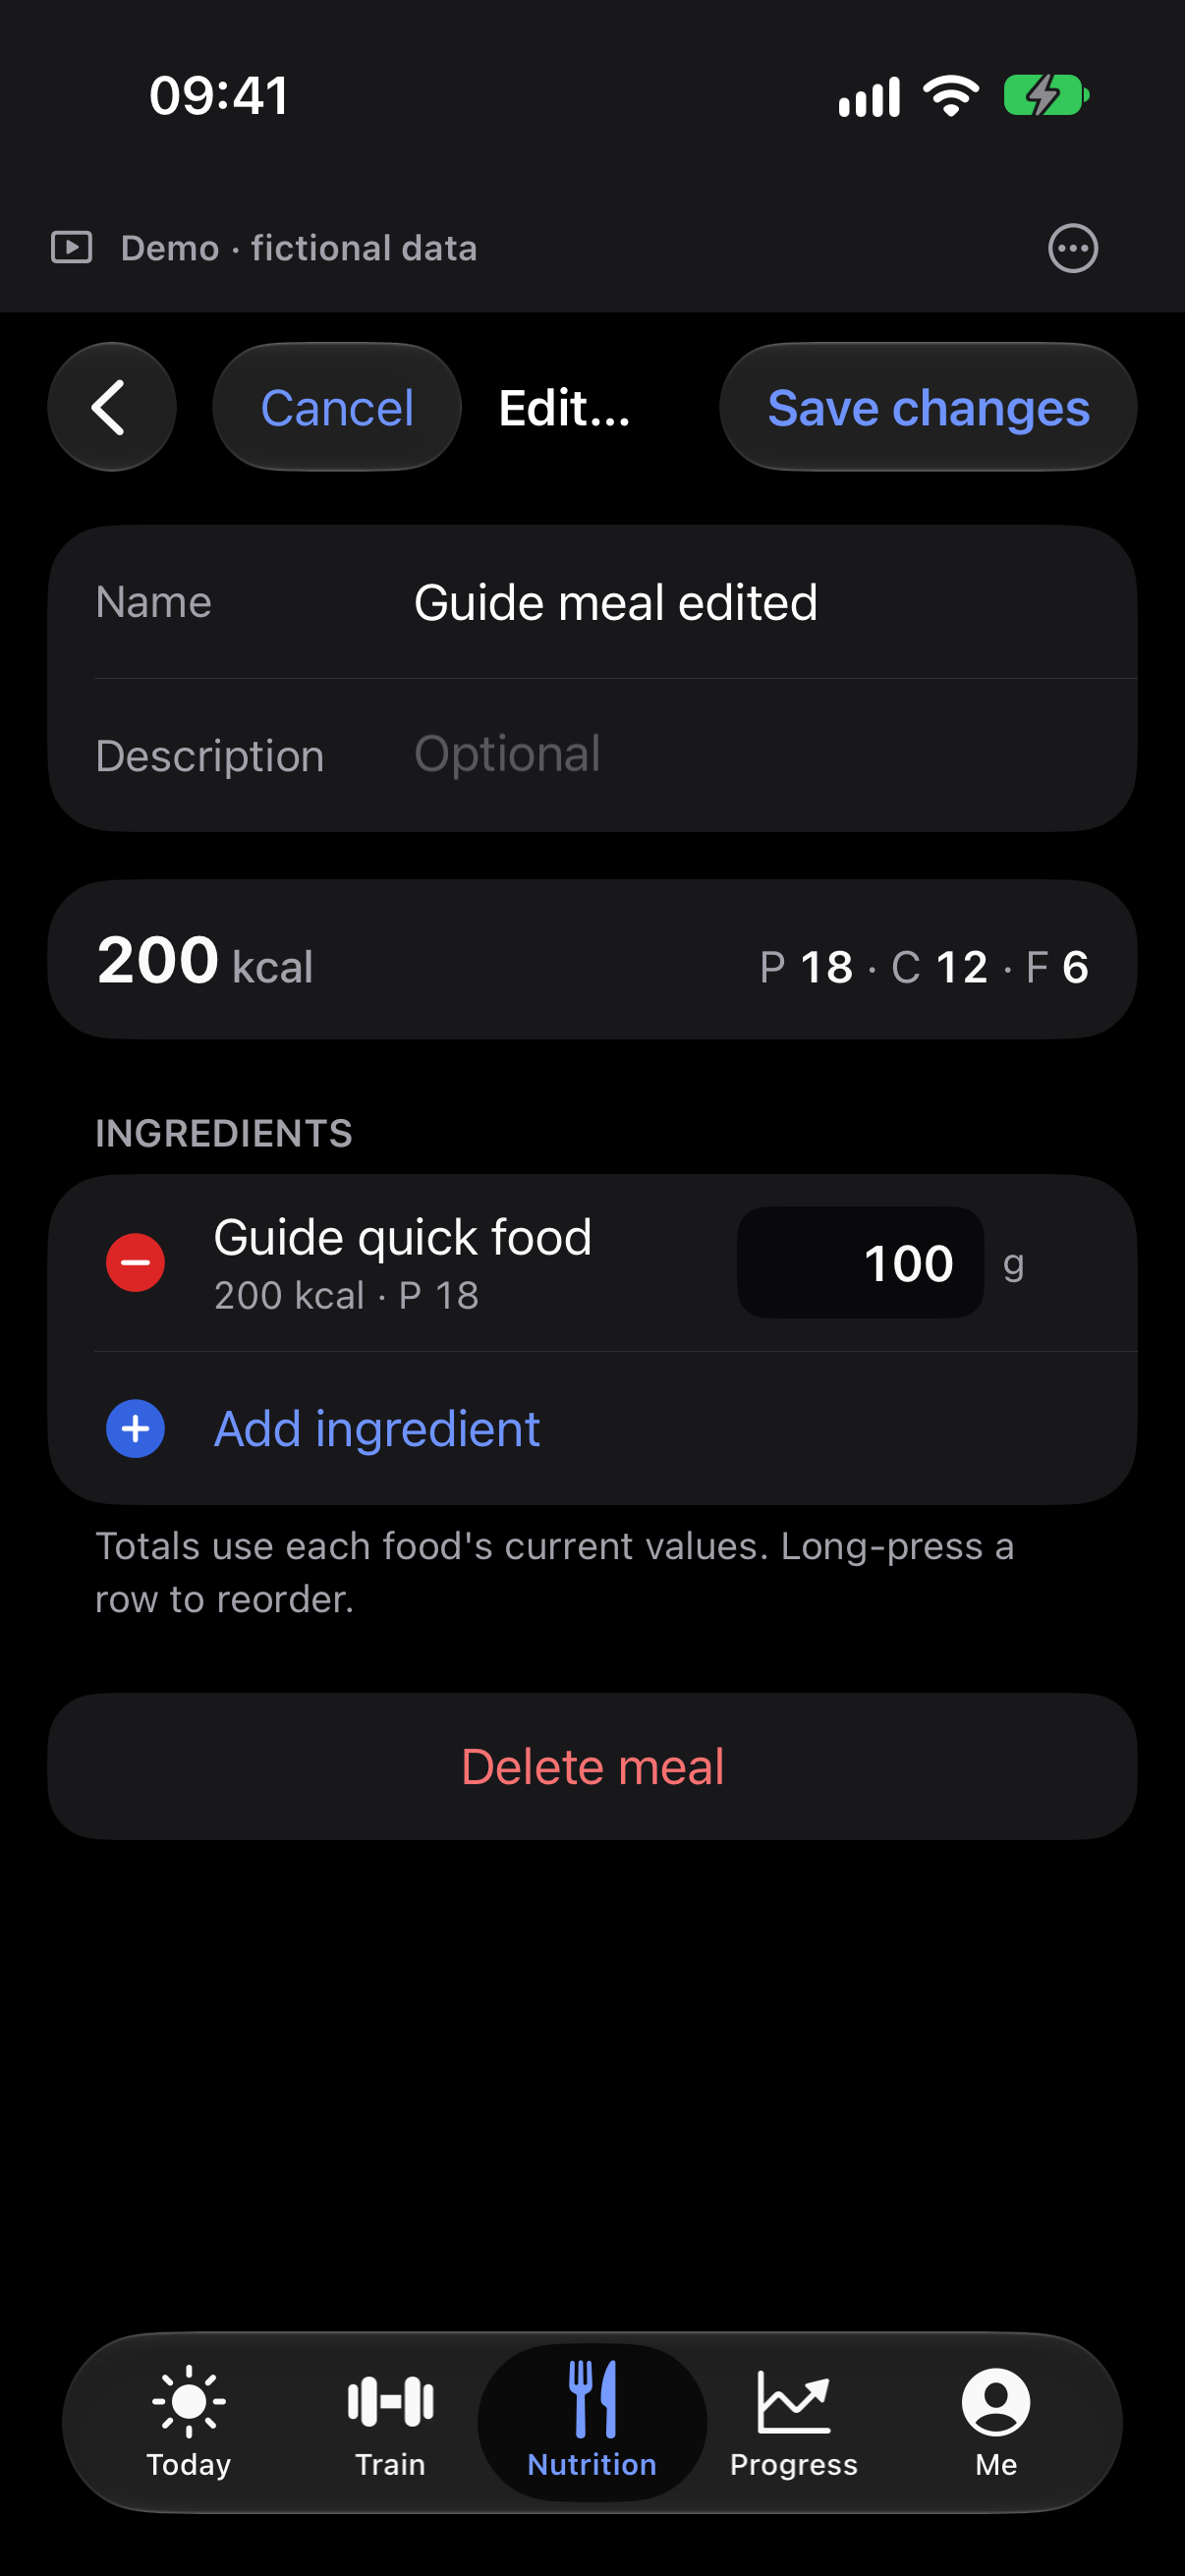 09:41
Demo · fictional data
Cancel
Edit...
Save changes
Name
Guide meal edited
Description
Optional
200 kcal
P 18 · C 12 · F 6
INGREDIENTS
Guide quick food
200 kcal · P 18
100 g
Add ingredient
Totals use each food's current values. Long-press a
row to reorder.
Delete meal
Today
Train
Nutrition
Progress
Me